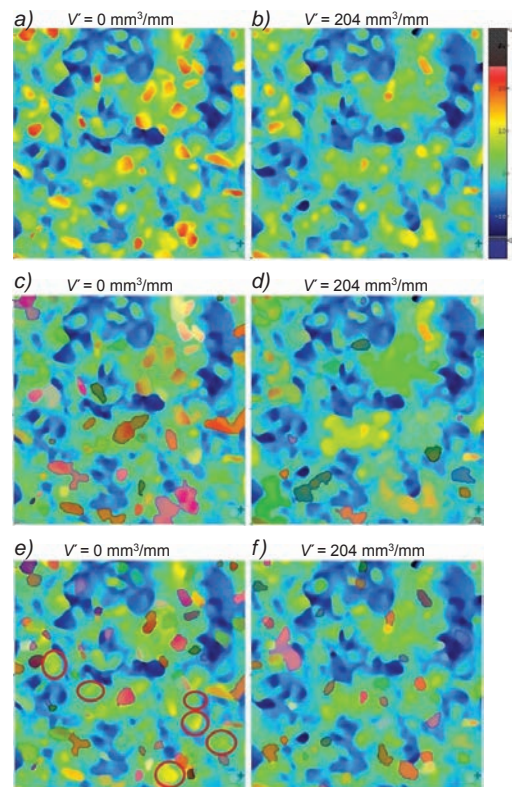 a) V' = 0 mm³/mm
b) V' = 204 mm³/mm
c) V' = 0 mm³/mm
d) V' = 204 mm³/mm
e) V' = 0 mm³/mm
f) V' = 204 mm³/mm